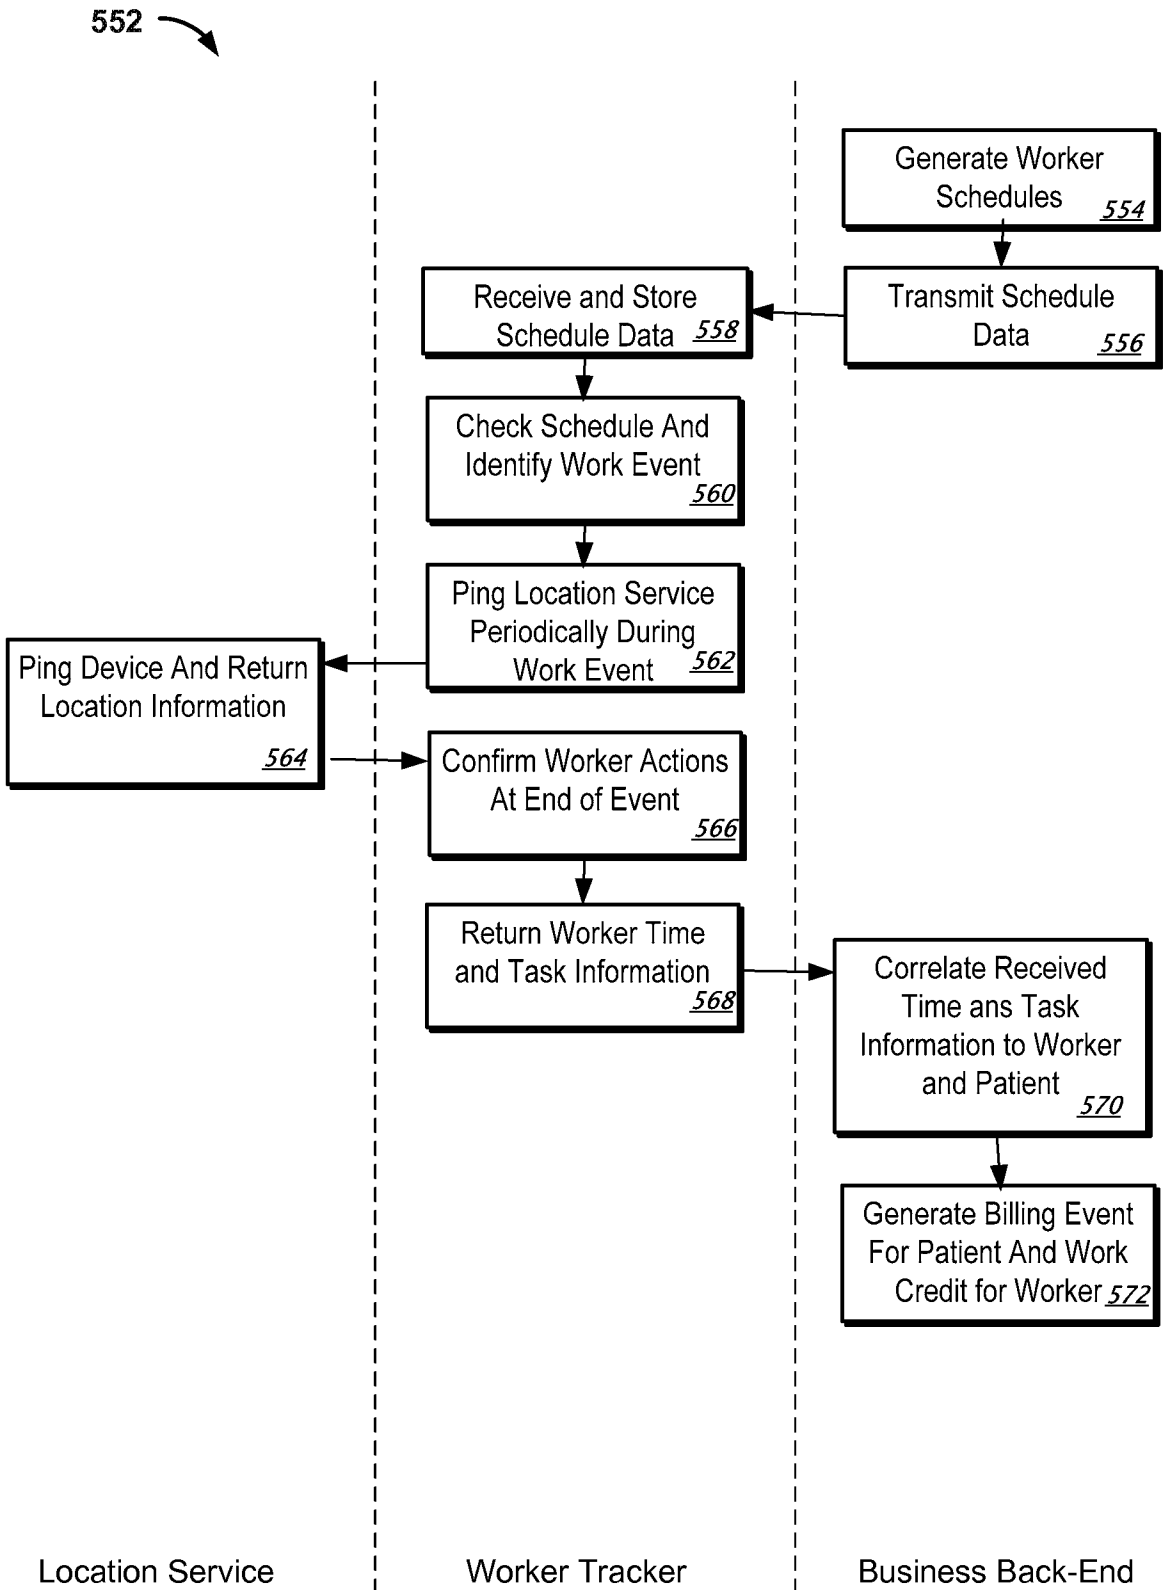 552
Generate Worker
Schedules
554
Transmit Schedule
Data
556
Receive and Store
Schedule Data
558
Check Schedule And
Identify Work Event
560
Ping Location Service
Periodically During
Work Event
562
Ping Device And Return
Location Information
564
Confirm Worker Actions
At End of Event
566
Return Worker Time
and Task Information
568
Correlate Received
Time ans Task
Information to Worker
and Patient
570
Generate Billing Event
For Patient And Work
Credit for Worker
572
Location Service
Worker Tracker
Business Back-End